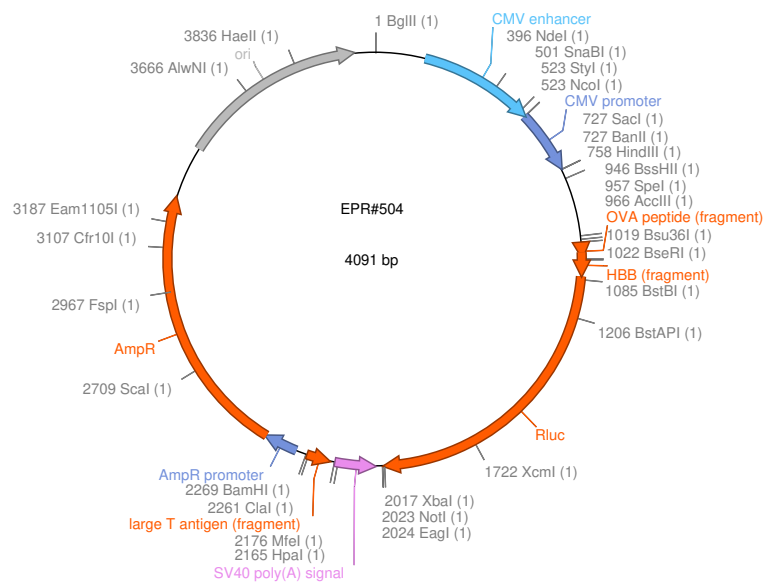 1 BglII (1)
CMV enhancer
396 NdeI (1)
501 SnaBI (1)
523 StyI (1)
523 NcoI (1)
CMV promoter
727 SacI (1)
727 BanII (1)
758 HindIII (1)
946 BssHII (1)
957 SpeI (1)
966 AccIII (1)
OVA peptide (fragment)
1019 Bsu36I (1)
1022 BseRI (1)
HBB (fragment)
1085 BstBI (1)
1206 BstAPI (1)
Rluc
1722 XcmI (1)
2017 XbaI (1)
2023 NotI (1)
2024 EagI (1)
SV40 poly(A) signal
2165 HpaI (1)
2176 MfeI (1)
large T antigen (fragment)
2261 ClaI (1)
2269 BamHI (1)
AmpR promoter
2709 ScaI (1)
AmpR
2967 FspI (1)
3107 Cfr10I (1)
3187 Eam1105I (1)
3666 AlwNI (1)
ori
3836 HaeII (1)
EPR#504
4091 bp